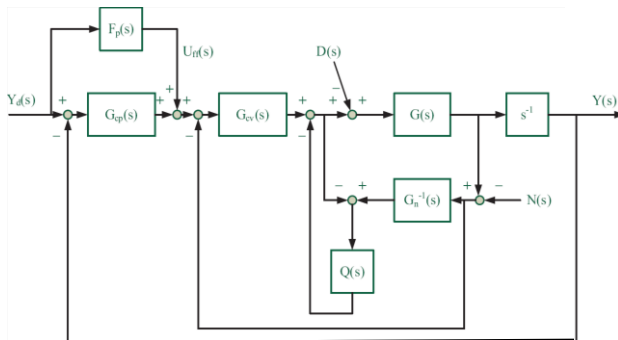 Fp(s)
Uff(s)
D(s)
Yd(s) + + + + + + + − + Y(s)
Gcp(s) Gcv(s) G(s) s⁻¹
− − −
− + Gn⁻¹(s) + −
N(s)
Q(s)